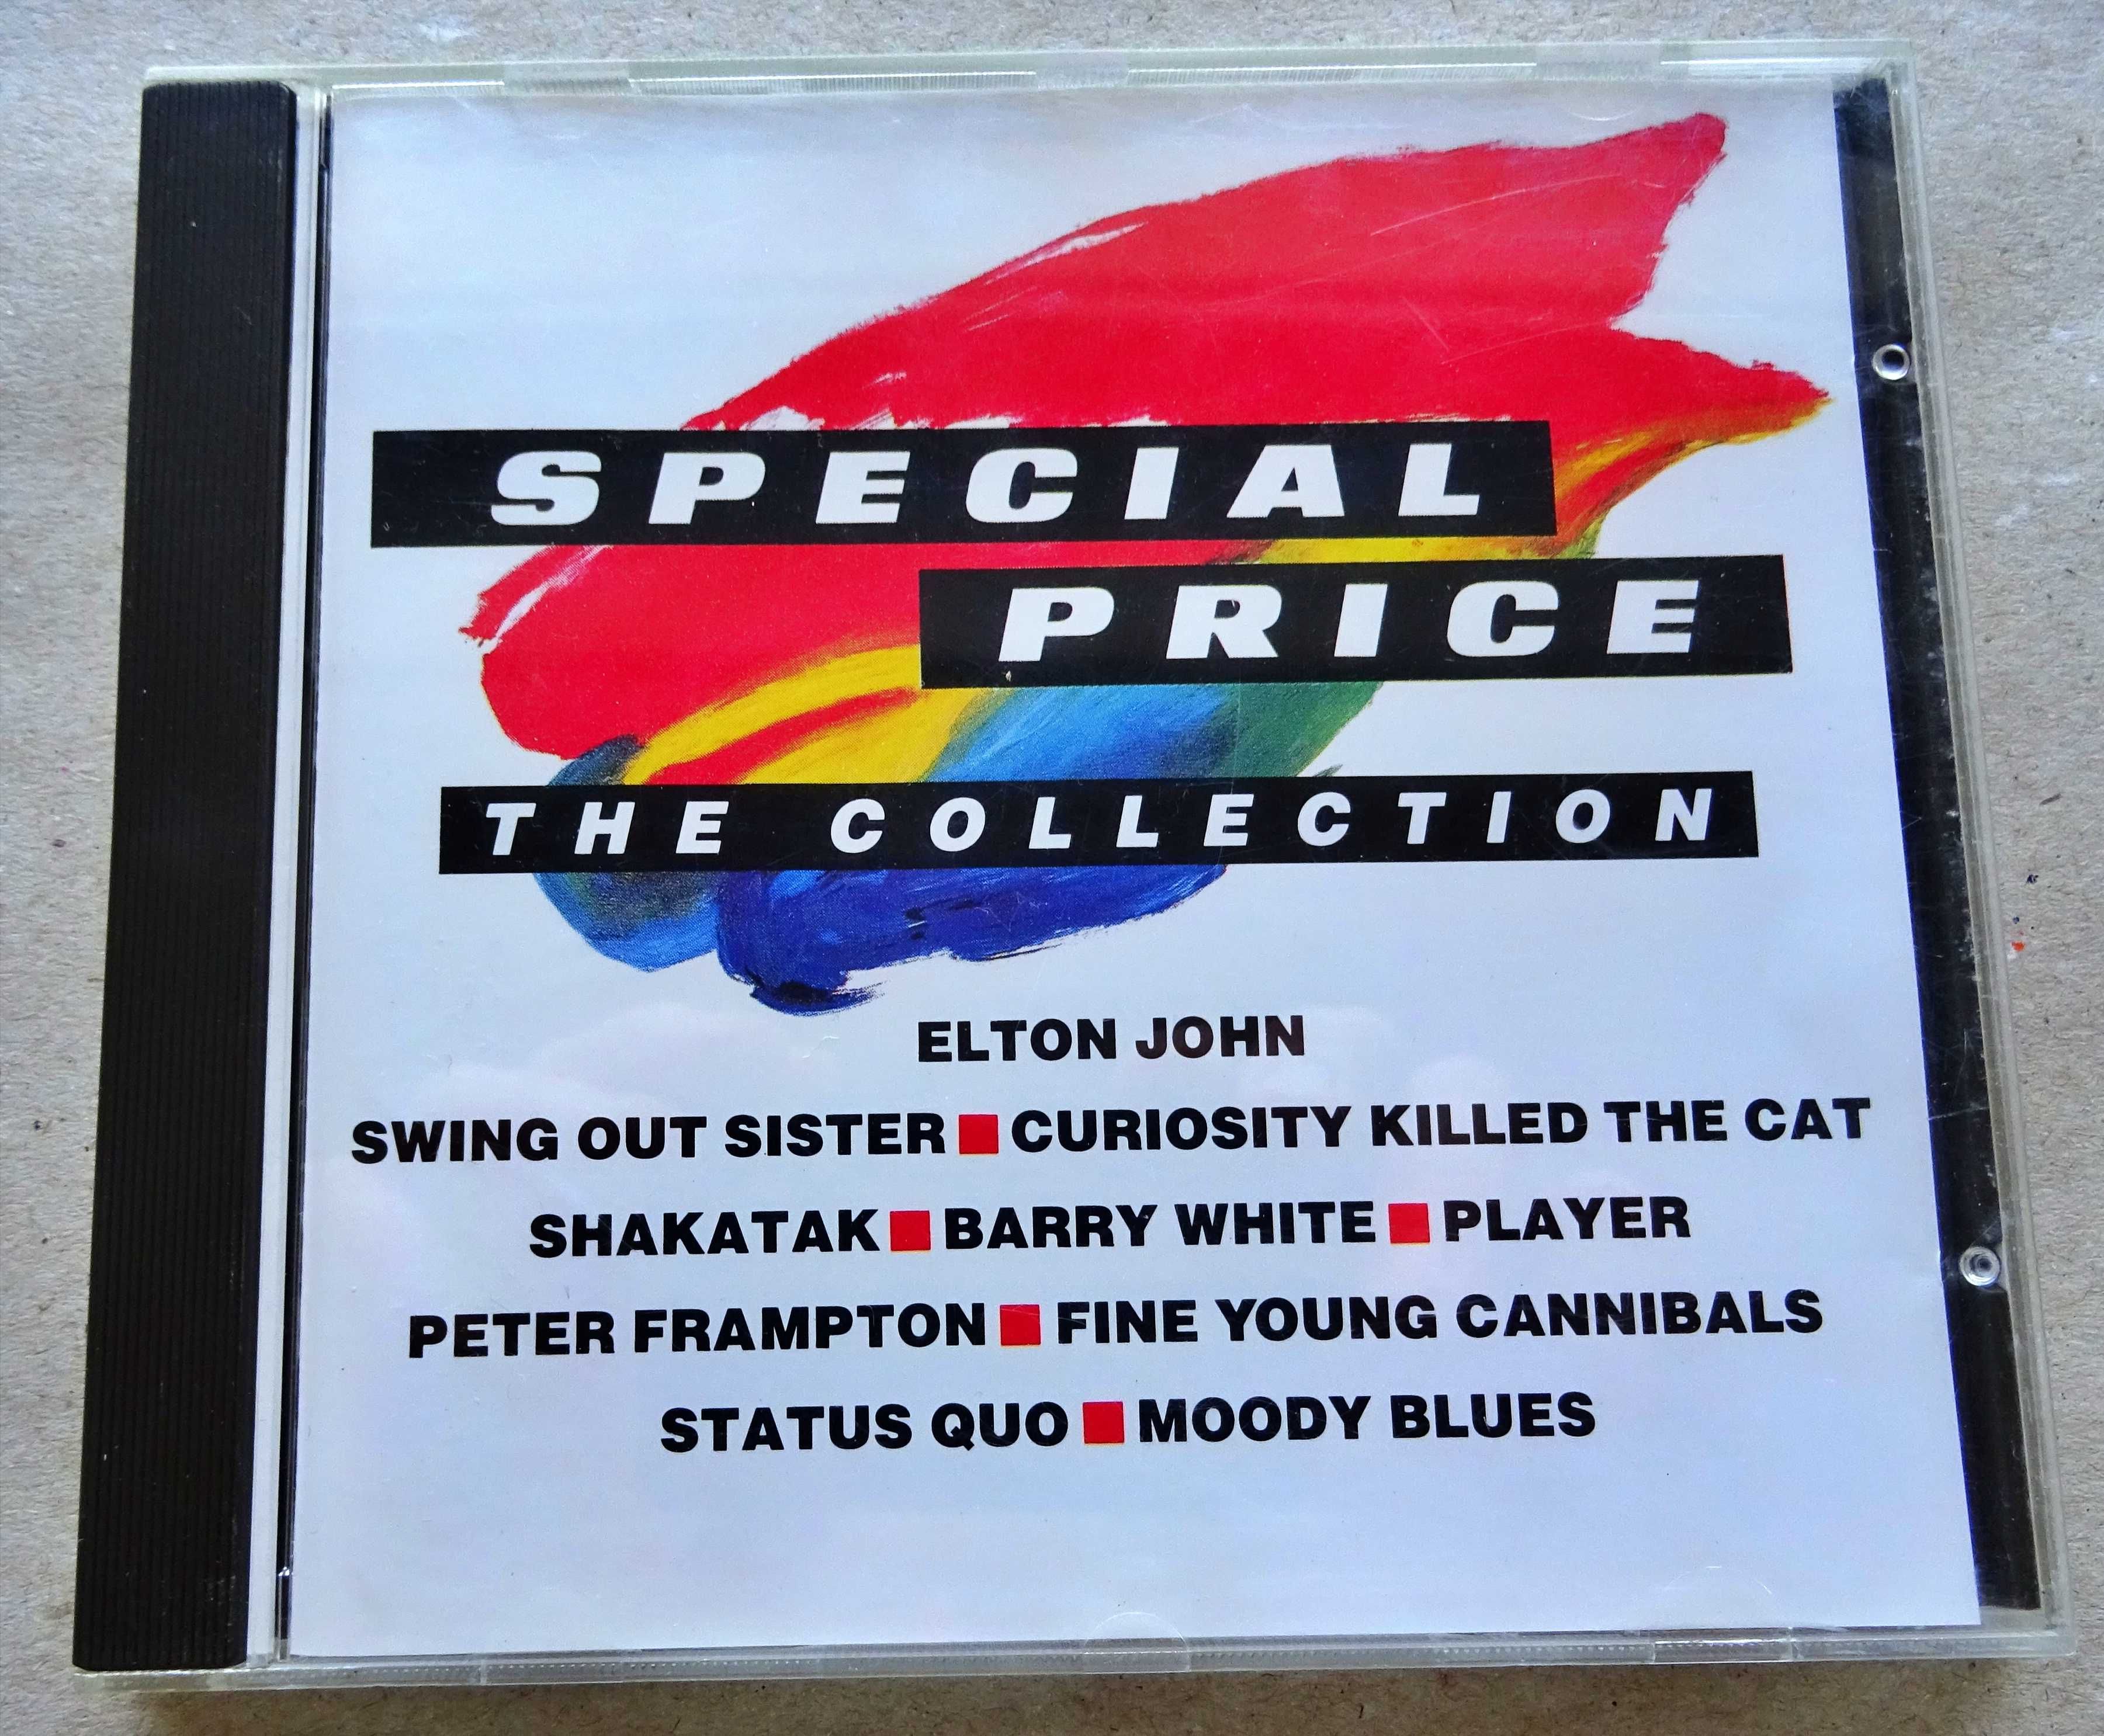 SPECIAL
PRICE
THE COLLECTION
ELTON JOHN
SWING OUT SISTER ■ CURIOSITY KILLED THE CAT
SHAKATAK ■ BARRY WHITE ■ PLAYER
PETER FRAMPTON ■ FINE YOUNG CANNIBALS
STATUS QUO ■ MOODY BLUES